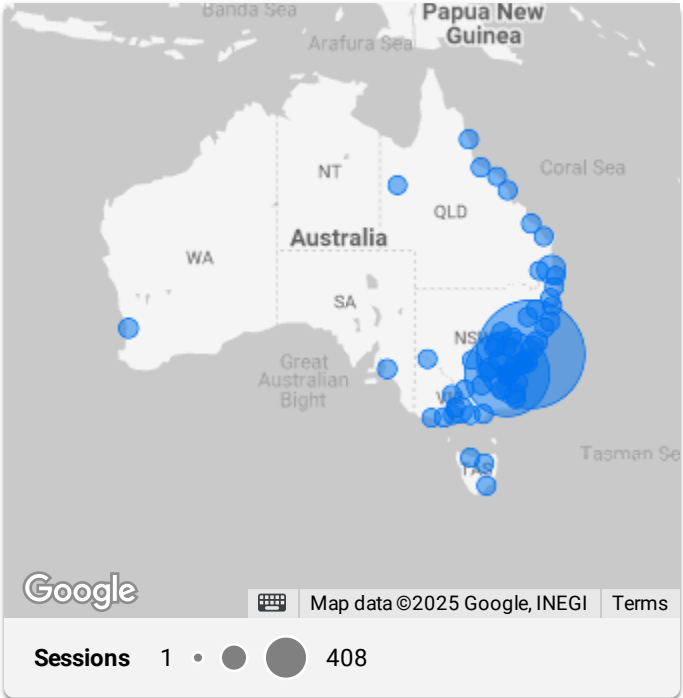 Banda Sea
Papua New
Guinea
Arafura Sea
Coral Sea
NT
QLD
Australia
WA
SA
Great
Australian
Bight
TAS
Tasman Se
Google
Map data ©2025 Google, INEGI
Terms
Sessions 1 408